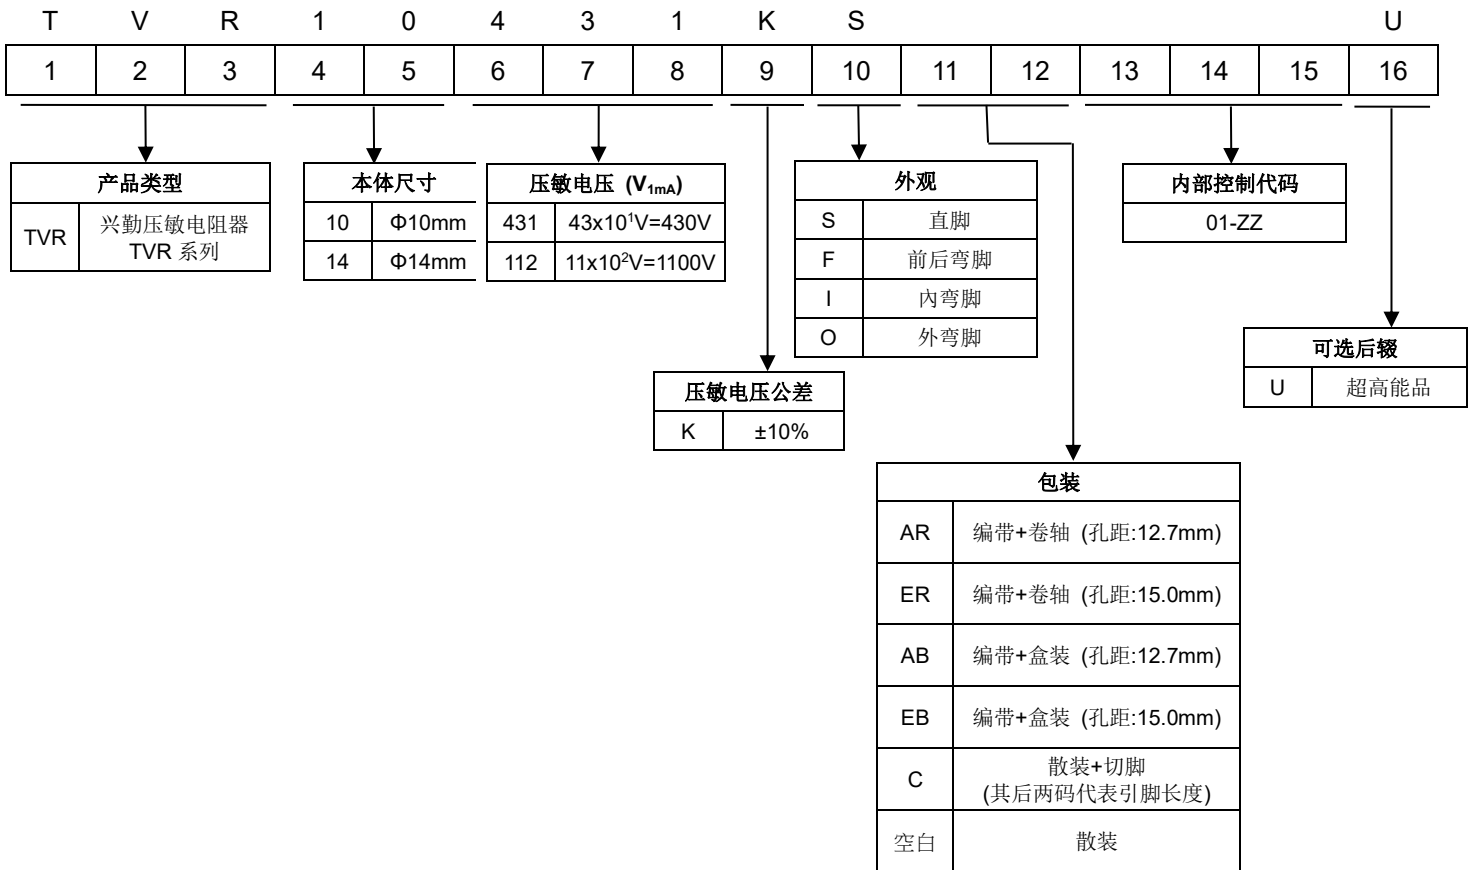 T V R 1 0 4 3 1 K S U
1 2 3 4 5 6 7 8 9 10 11 12 13 14 15 16
产品类型
TVR 兴勤压敏电阻器
TVR 系列
本体尺寸
10 Φ10mm
14 Φ14mm
压敏电压 (V1mA)
431 43x10¹V=430V
112 11x10²V=1100V
外观
S 直脚
F 前后弯脚
I 內弯脚
O 外弯脚
内部控制代码
01-ZZ
可选后辍
U 超高能品
压敏电压公差
K ±10%
包装
AR 编带+卷轴 (孔距:12.7mm)
ER 编带+卷轴 (孔距:15.0mm)
AB 编带+盒装 (孔距:12.7mm)
EB 编带+盒装 (孔距:15.0mm)
C 散装+切脚
(其后两码代表引脚长度)
空白 散装